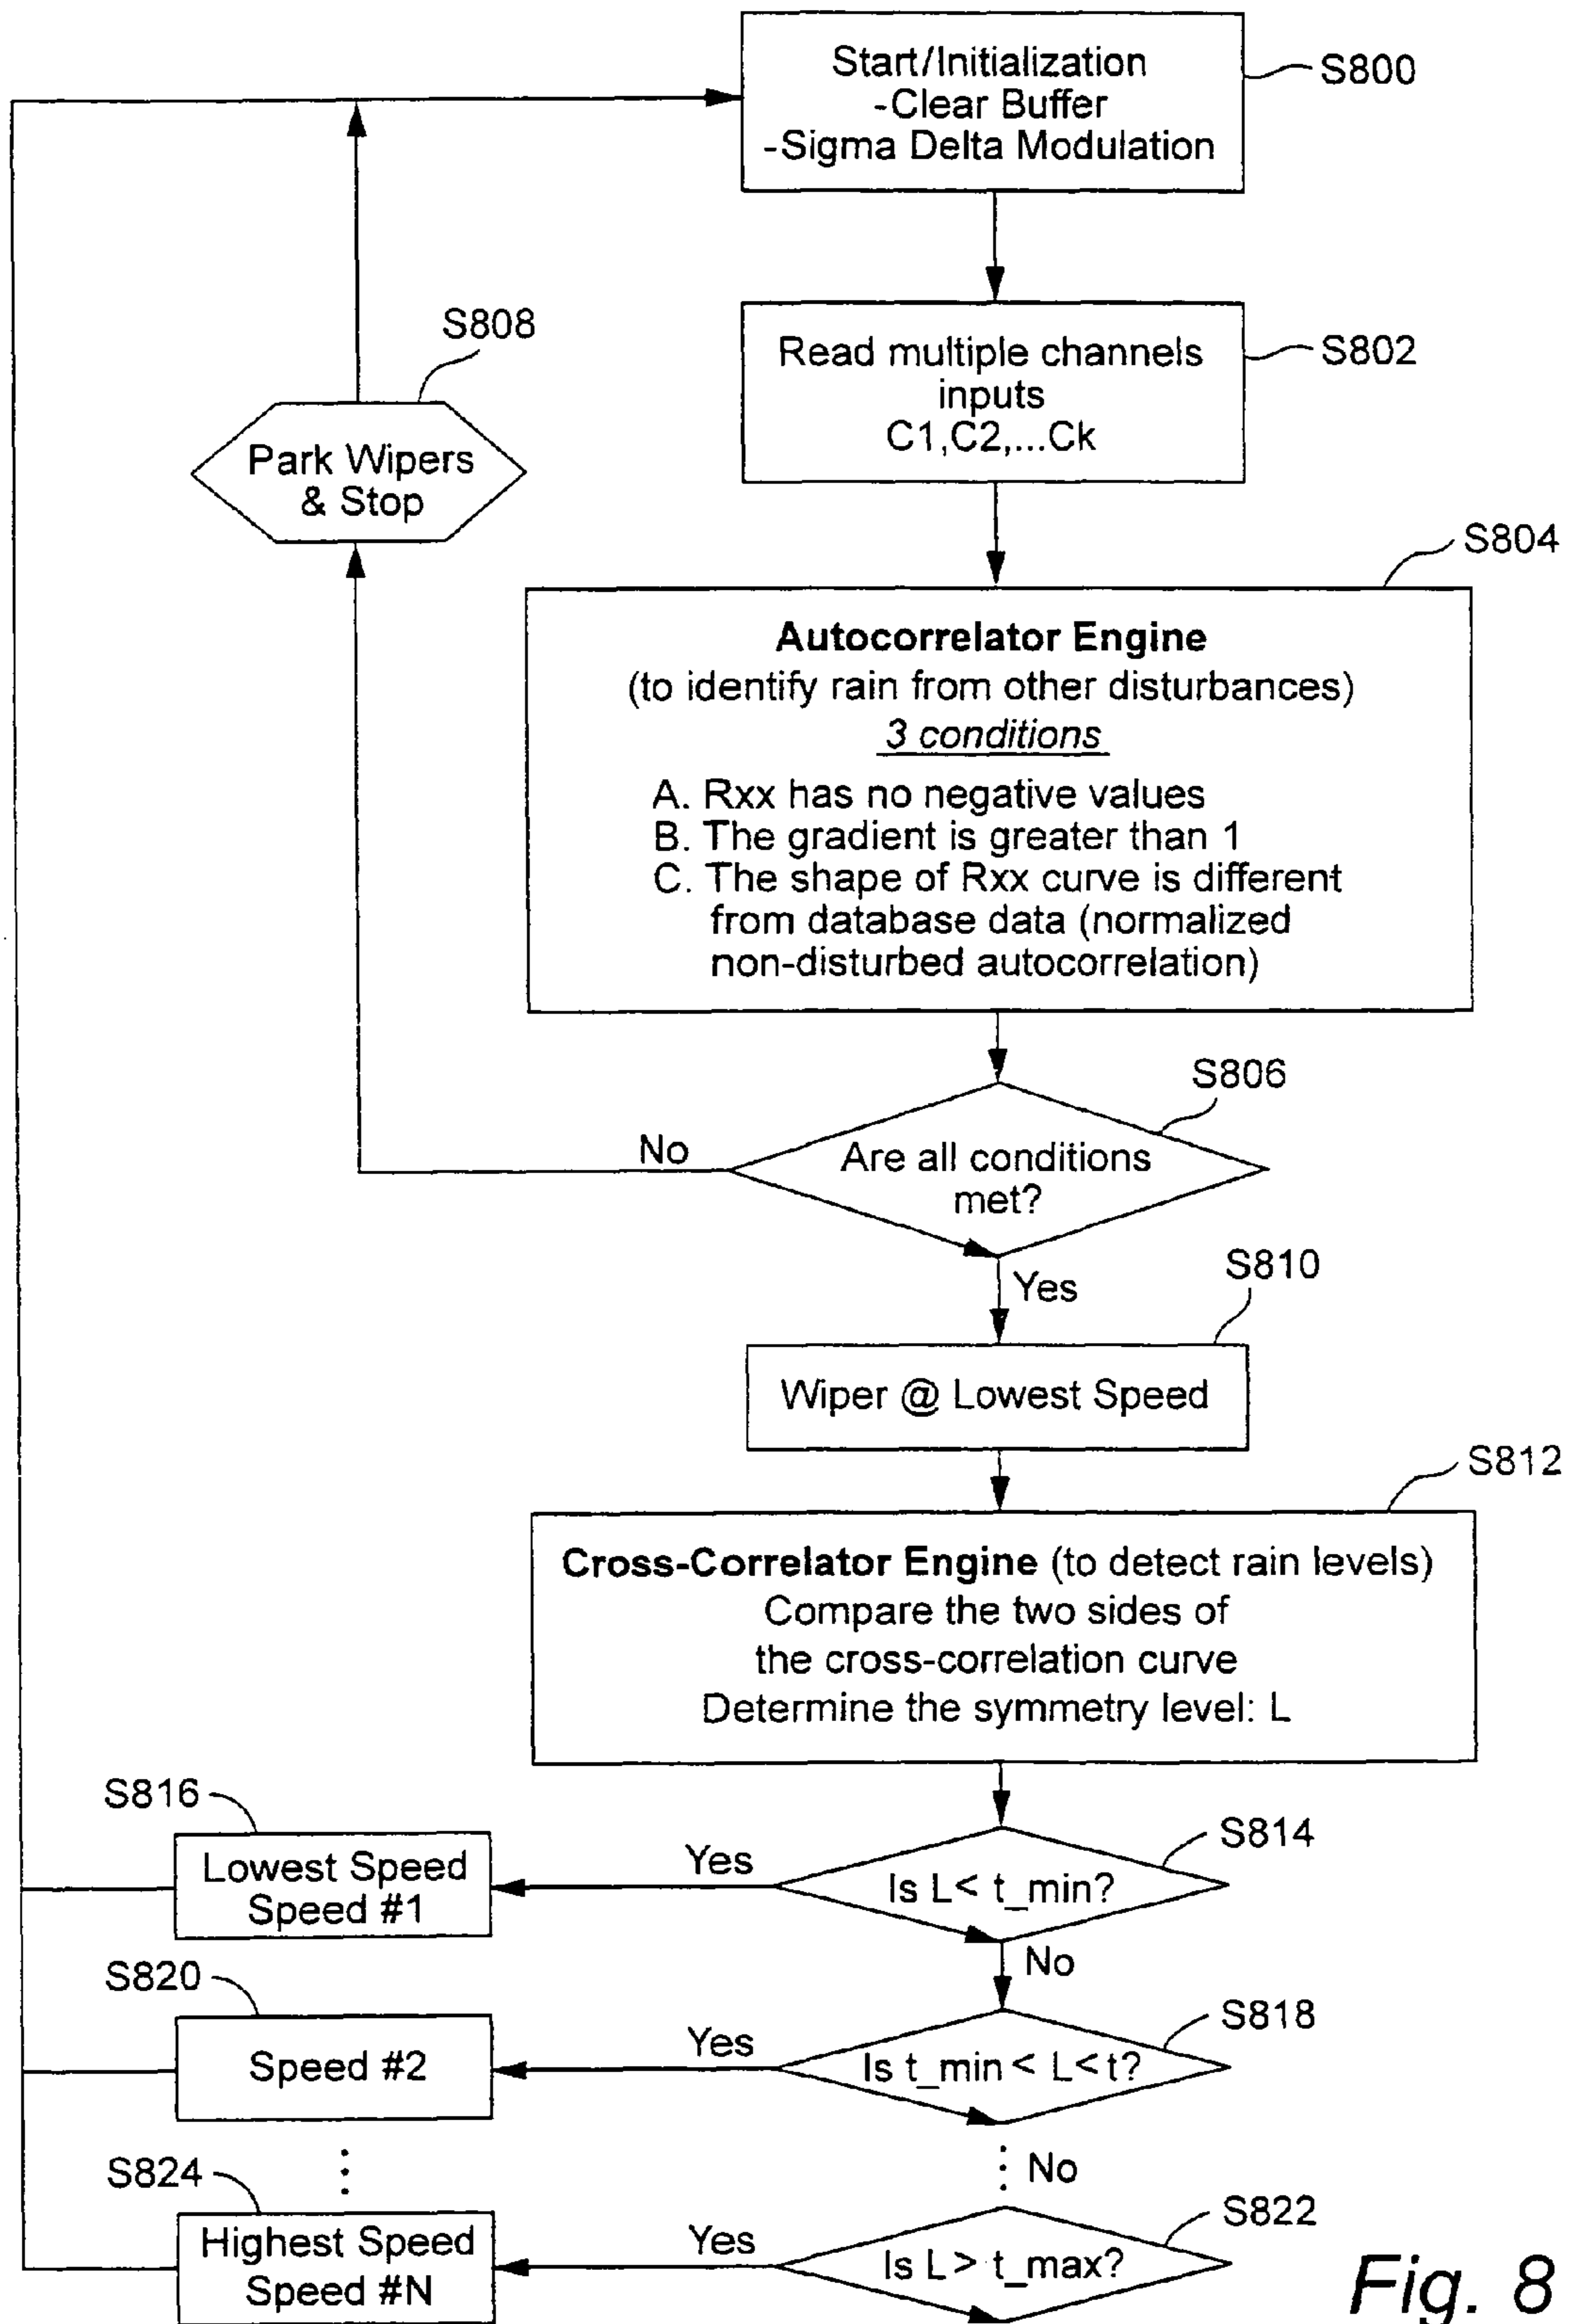 Start/Initialization
-Clear Buffer
-Sigma Delta Modulation
S800
Read multiple channels
inputs
C1,C2,...Ck
S802
S808
Park Wipers
& Stop
S804
Autocorrelator Engine
(to identify rain from other disturbances)
3 conditions
A. Rxx has no negative values
B. The gradient is greater than 1
C. The shape of Rxx curve is different
from database data (normalized
non-disturbed autocorrelation)
S806
No
Are all conditions
met?
Yes
S810
Wiper @ Lowest Speed
S812
Cross-Correlator Engine (to detect rain levels)
Compare the two sides of
the cross-correlation curve
Determine the symmetry level: L
S816
Lowest Speed
Speed #1
Yes
S814
Is L< t_min?
No
S820
Speed #2
Yes
S818
Is t_min < L<t?
No
S824
Highest Speed
Speed #N
Yes
S822
Is L> t_max?
Fig. 8